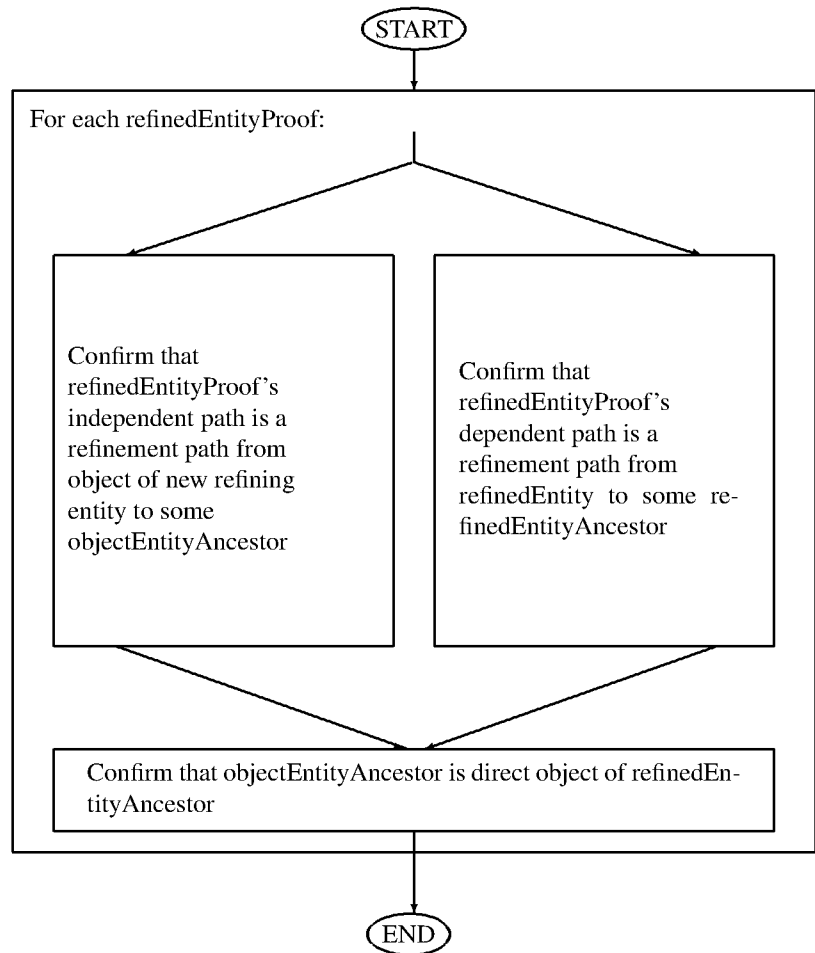 START
For each refinedEntityProof:
Confirm that
refinedEntityProof's
independent path is a
refinement path from
object of new refining
entity to some
objectEntityAncestor
Confirm that
refinedEntityProof's
dependent path is a
refinement path from
refinedEntity to some re-
finedEntityAncestor
Confirm that objectEntityAncestor is direct object of refinedEn-
tityAncestor
END